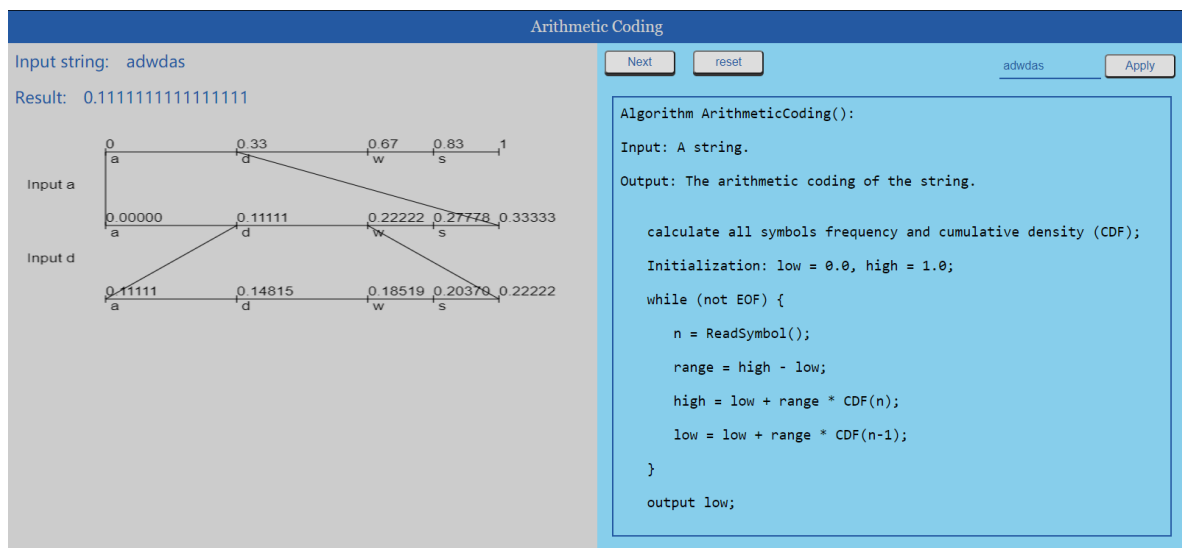 Arithmetic Coding
Input string: adwdas
Result: 0.1111111111111111
0 0.33 0.67 0.83 1
a d w s
Input a
0.00000 0.11111 0.22222 0.27778 0.33333
a d w s
Input d
0.11111 0.14815 0.18519 0.20370 0.22222
a d w s
Next reset adwdas Apply
Algorithm ArithmeticCoding():
Input: A string.
Output: The arithmetic coding of the string.
calculate all symbols frequency and cumulative density (CDF);
Initialization: low = 0.0, high = 1.0;
while (not EOF) {
n = ReadSymbol();
range = high - low;
high = low + range * CDF(n);
low = low + range * CDF(n-1);
}
output low;